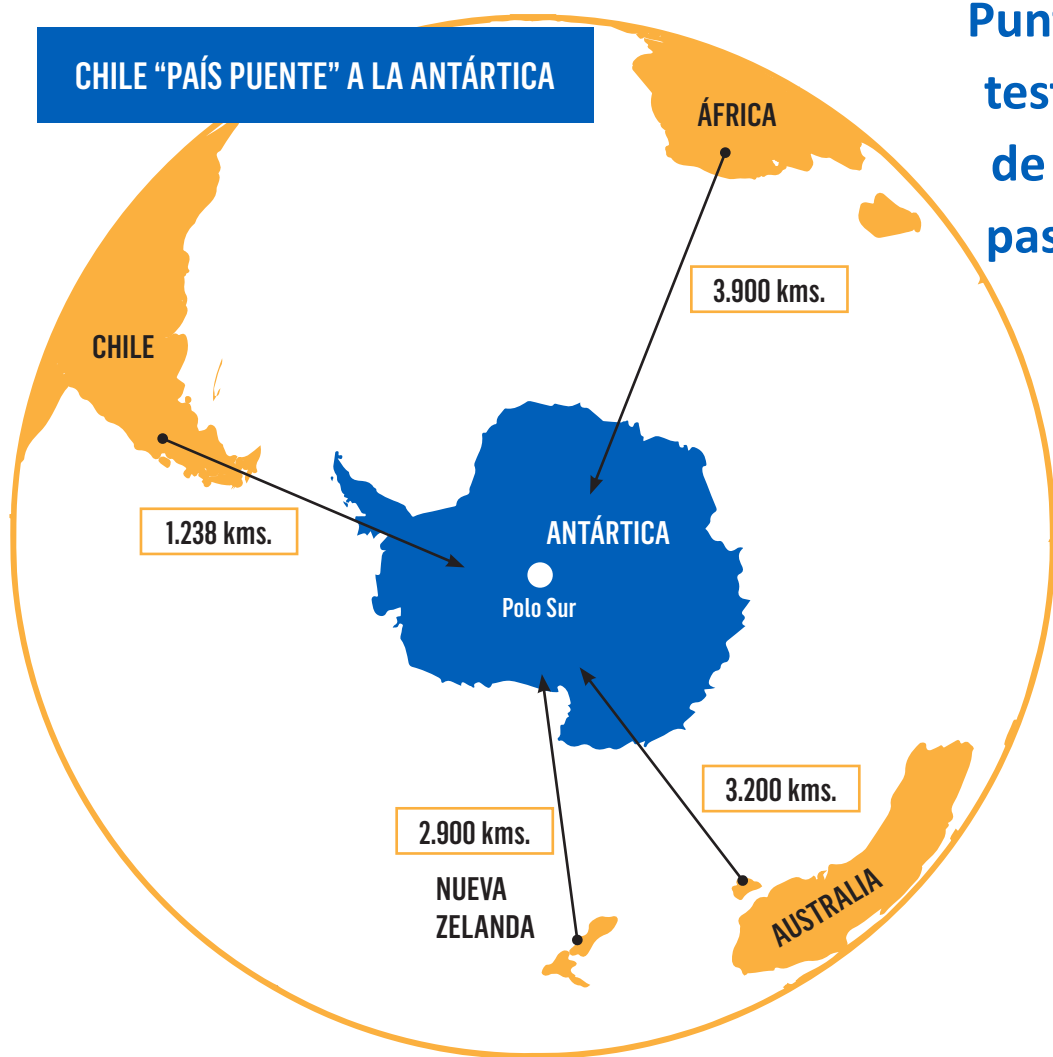 CHILE “PAÍS PUENTE” A LA ANTÁRTICA
ÁFRICA
3.900 kms.
CHILE
1.238 kms.
ANTÁRTICA
Polo Sur
3.200 kms.
2.900 kms.
NUEVA
ZELANDA
AUSTRALIA
de